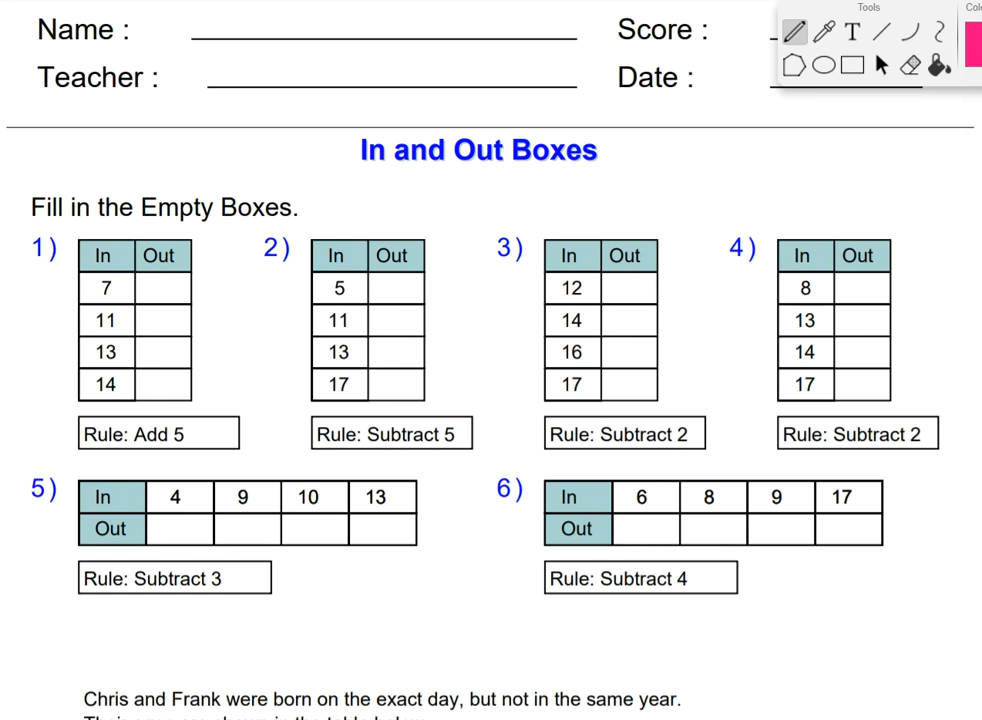 Name :
Score :
Teacher :
Date :
Tools
In and Out Boxes
Fill in the Empty Boxes.
1)
In Out
7
11
13
14
Rule: Add 5
2)
In Out
5
11
13
17
Rule: Subtract 5
3)
In Out
12
14
16
17
Rule: Subtract 2
4)
In Out
8
13
14
17
Rule: Subtract 2
5)
In 4 9 10 13
Out
Rule: Subtract 3
6)
In 6 8 9 17
Out
Rule: Subtract 4
Chris and Frank were born on the exact day, but not in the same year.